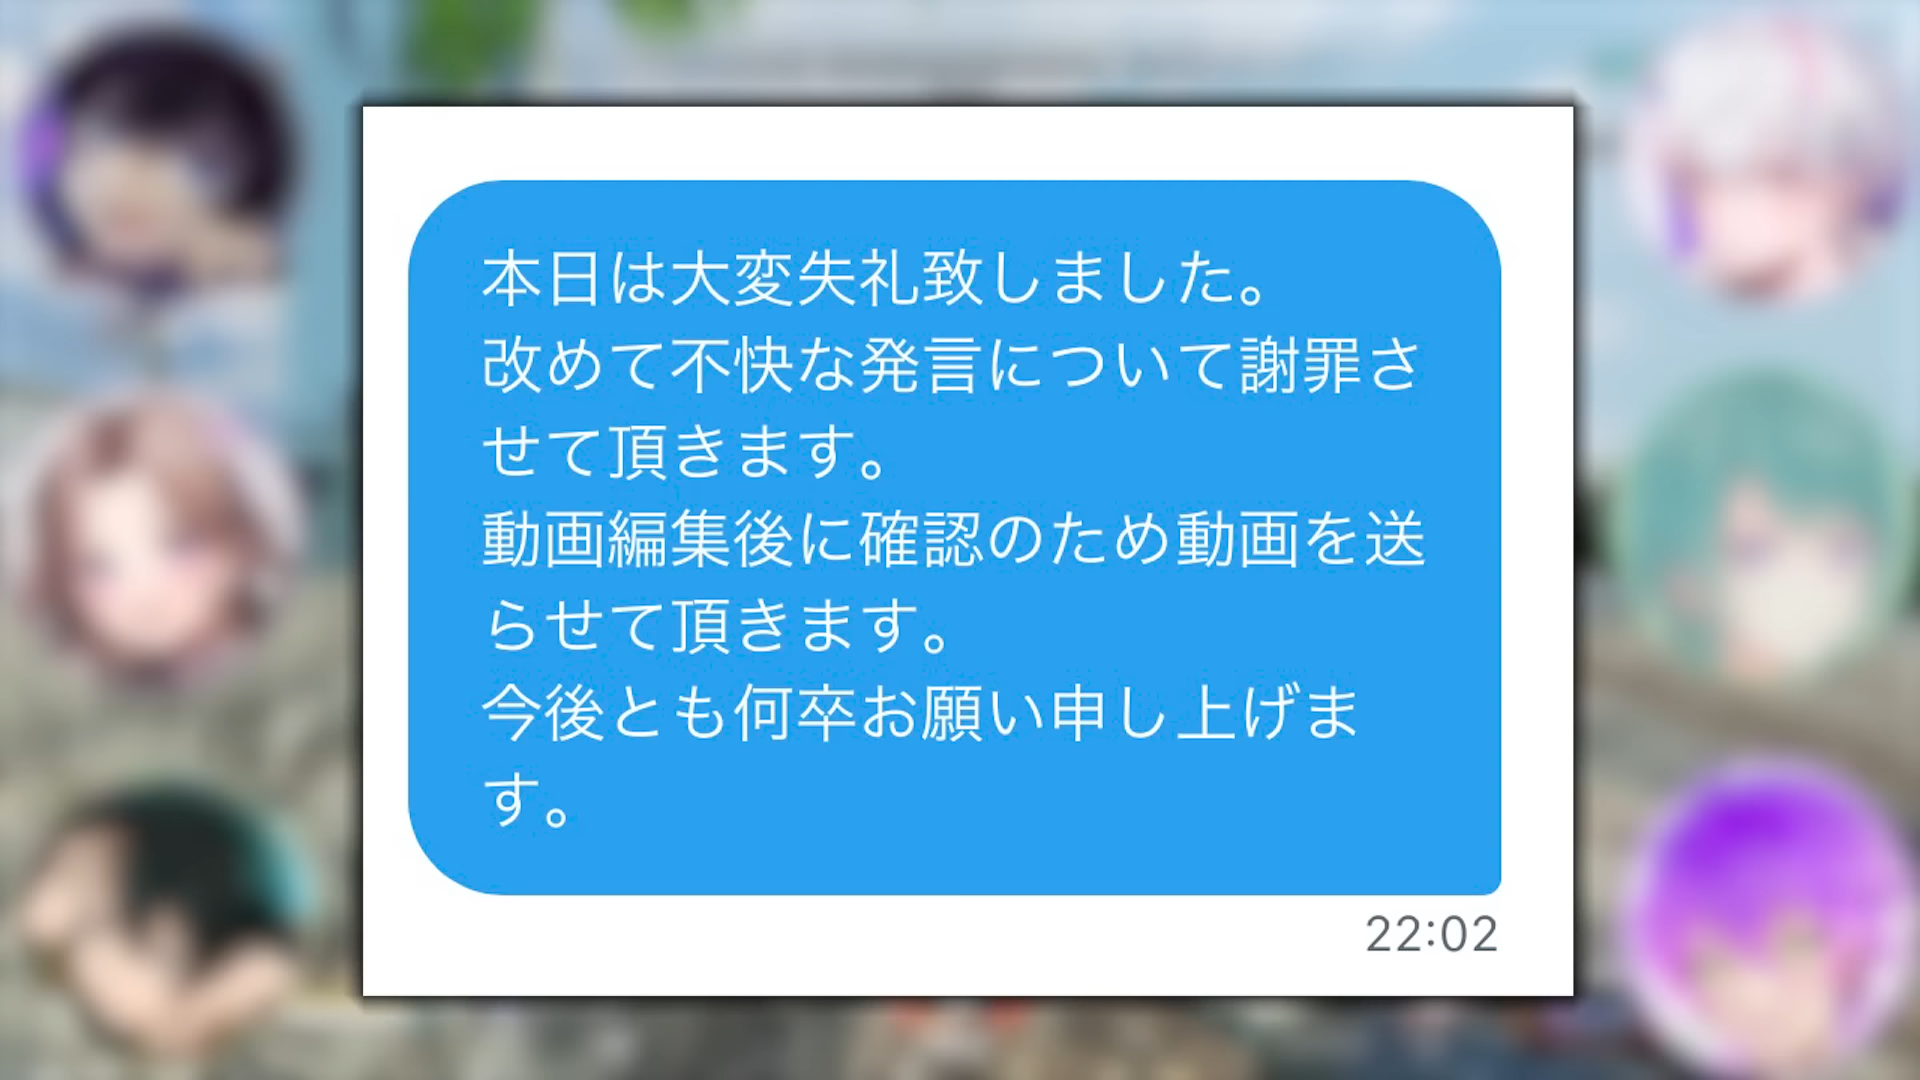 本日は大変失礼致しました。
改めて不快な発言について謝罪さ
せて頂きます。
動画編集後に確認のため動画を送
らせて頂きます。
今後とも何卒お願い申し上げま
す。
22:02